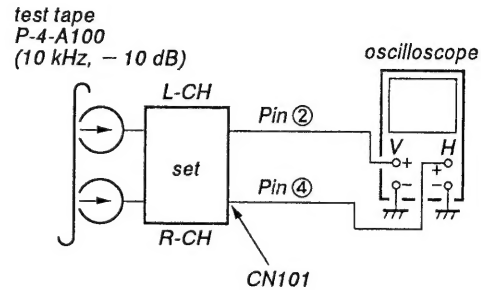 test tape
P-4-A100
(10 kHz, − 10 dB)
oscilloscope
L-CH
Pin ②
V
H
+
+
set
−
−
Pin ④
R-CH
CN101